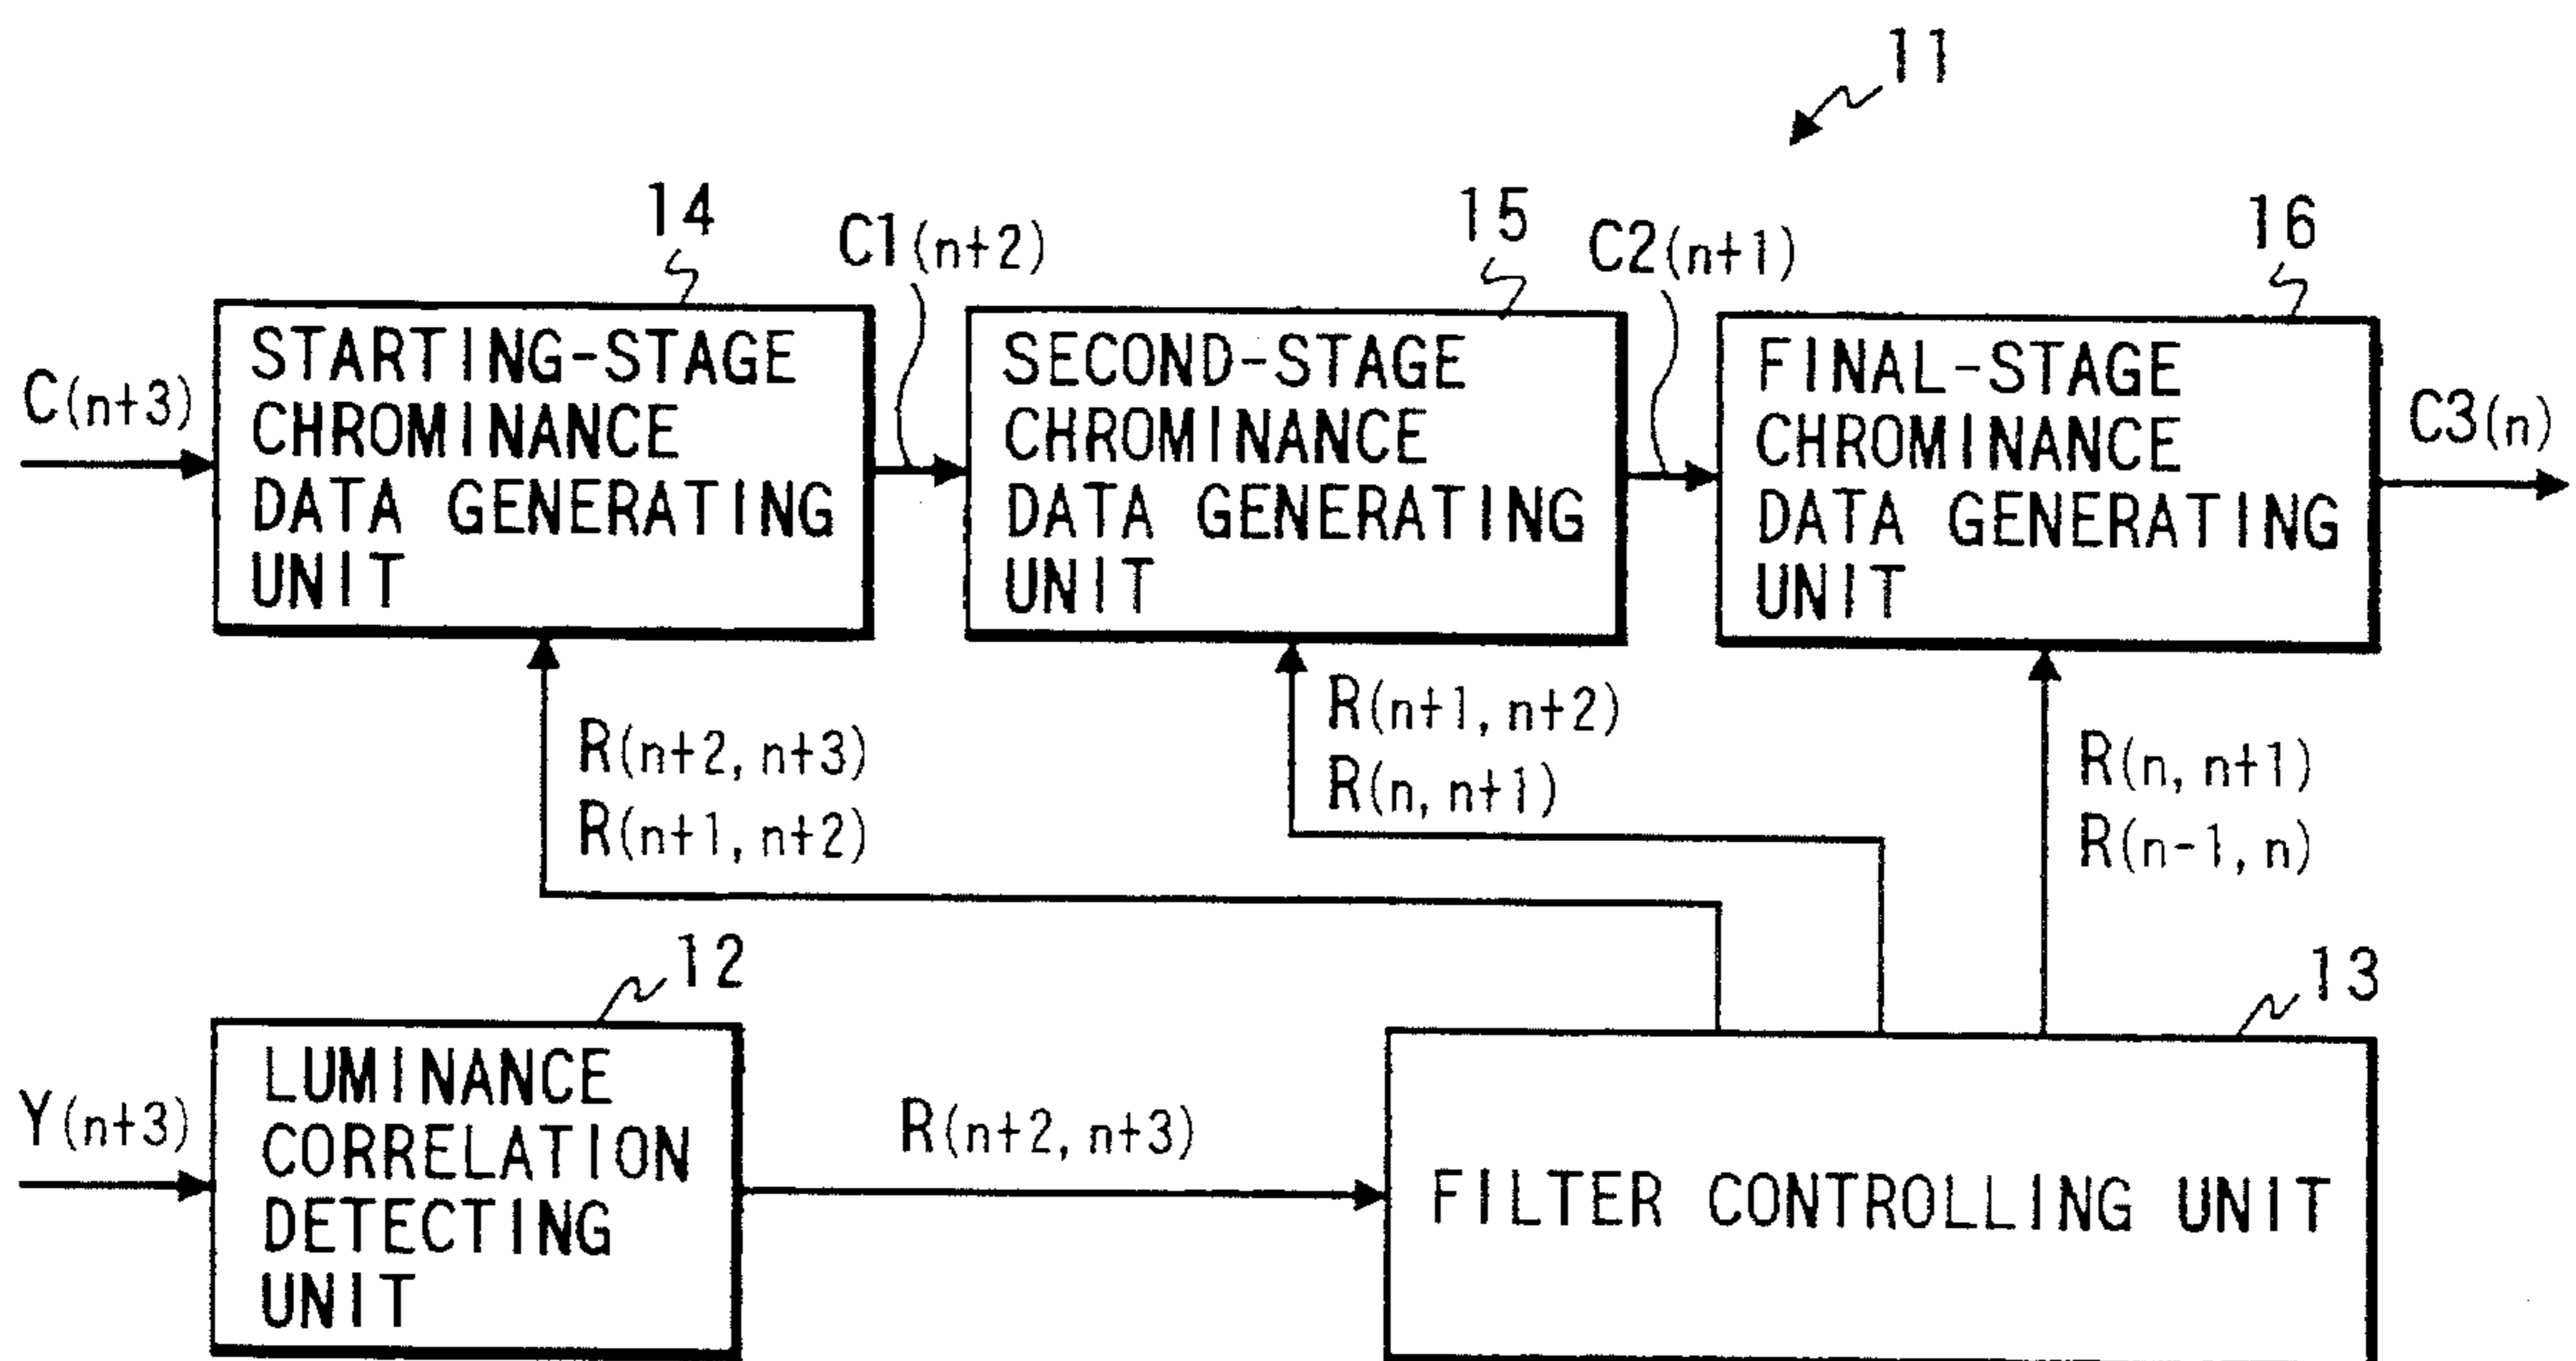 11
14
C1(n+2)
15
C2(n+1)
16
C(n+3)
STARTING-STAGE
CHROMINANCE
DATA GENERATING
UNIT
SECOND-STAGE
CHROMINANCE
DATA GENERATING
UNIT
FINAL-STAGE
CHROMINANCE
DATA GENERATING
UNIT
C3(n)
R(n+2, n+3)
R(n+1, n+2)
R(n+1, n+2)
R(n, n+1)
R(n, n+1)
R(n-1, n)
12
13
Y(n+3)
LUMINANCE
CORRELATION
DETECTING
UNIT
R(n+2, n+3)
FILTER CONTROLLING UNIT